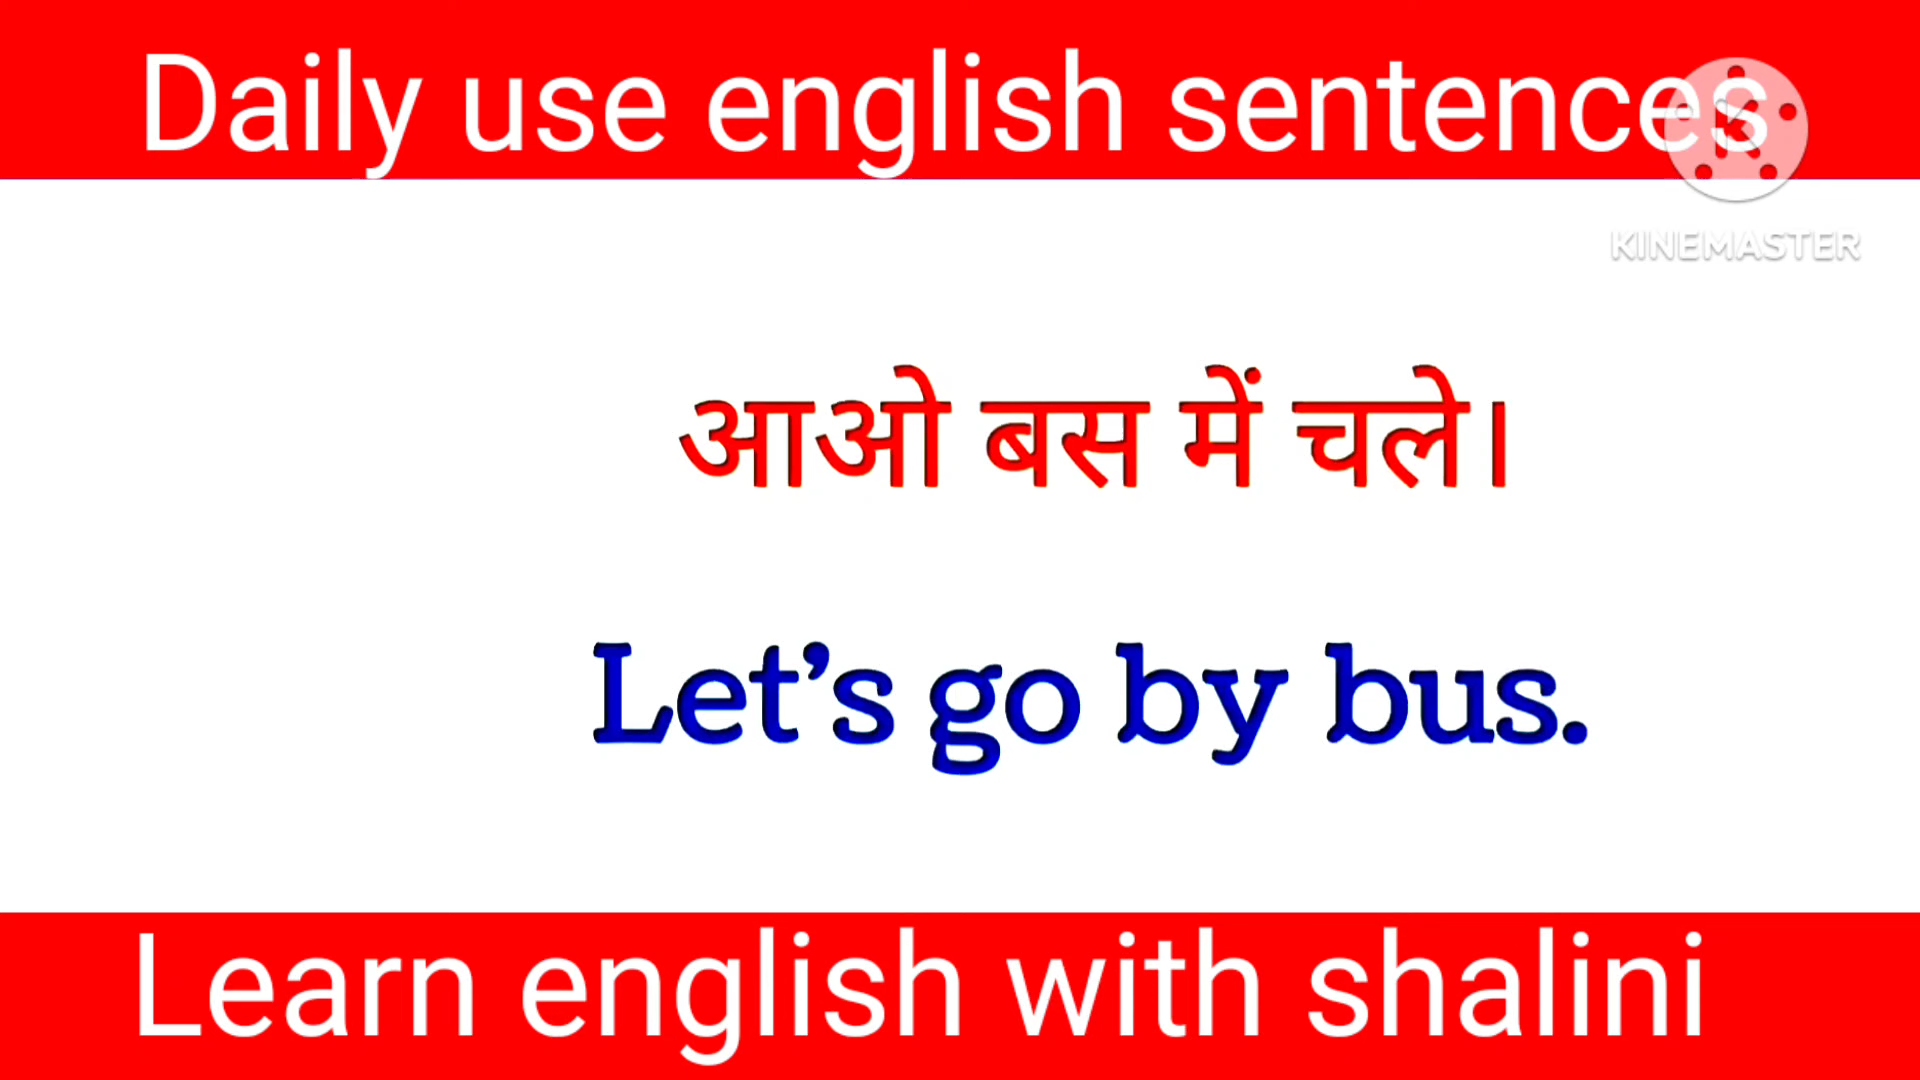 Daily use english sentences
KINEMASTER
आओ बस में चले।
Let's go by bus.
Learn english with shalini